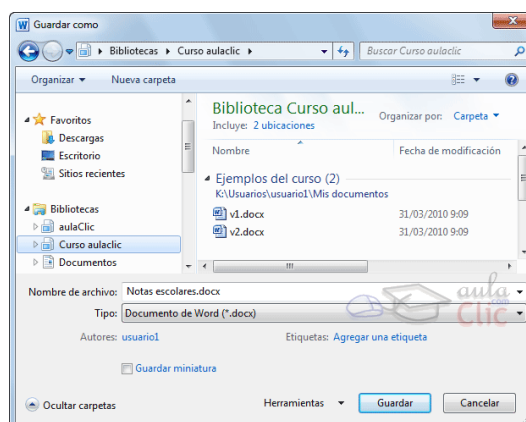 Guardar como
Bibliotecas ▸ Curso aulaclic ▸ Buscar Curso aulaclic
Organizar Nueva carpeta
Favoritos
Descargas
Escritorio
Sitios recientes
Bibliotecas
aulaClic
Curso aulaclic
Documentos
Biblioteca Curso aul...
Incluye: 2 ubicaciones
Organizar por: Carpeta
Nombre Fecha de modificación
Ejemplos del curso (2)
K:\Usuarios\usuario1\Mis documentos
v1.docx 31/03/2010 9:09
v2.docx 31/03/2010 9:09
Nombre de archivo: Notas escolares.docx
Tipo: Documento de Word (*.docx)
Autores: usuario1 Etiquetas: Agregar una etiqueta
Guardar miniatura
Ocultar carpetas Herramientas Guardar Cancelar
aula
Clic
.com